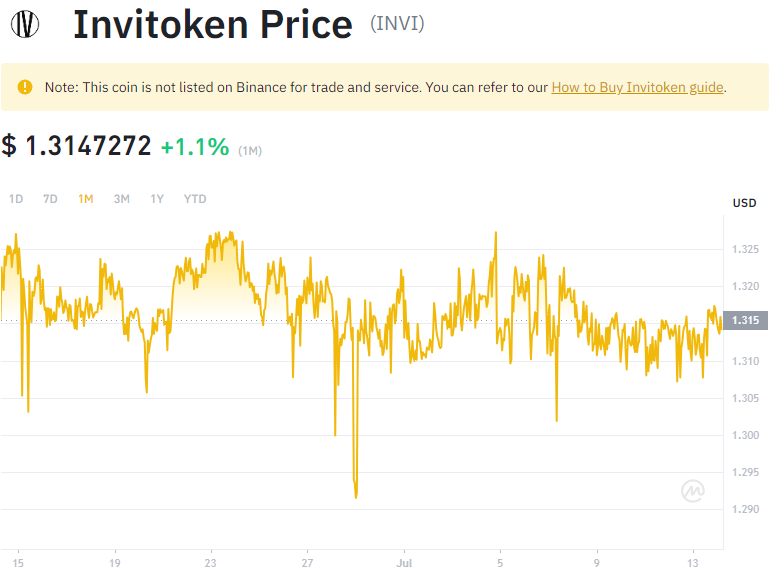 Invitoken Price (INVI)
Note: This coin is not listed on Binance for trade and service. You can refer to our How to Buy Invitoken guide.
$ 1.3147272 +1.1% (1M)
1D 7D 1M 3M 1Y YTD
USD
1.325
1.320
1.315
1.310
1.305
1.300
1.295
1.290
15 19 23 27 Jul 5 9 13